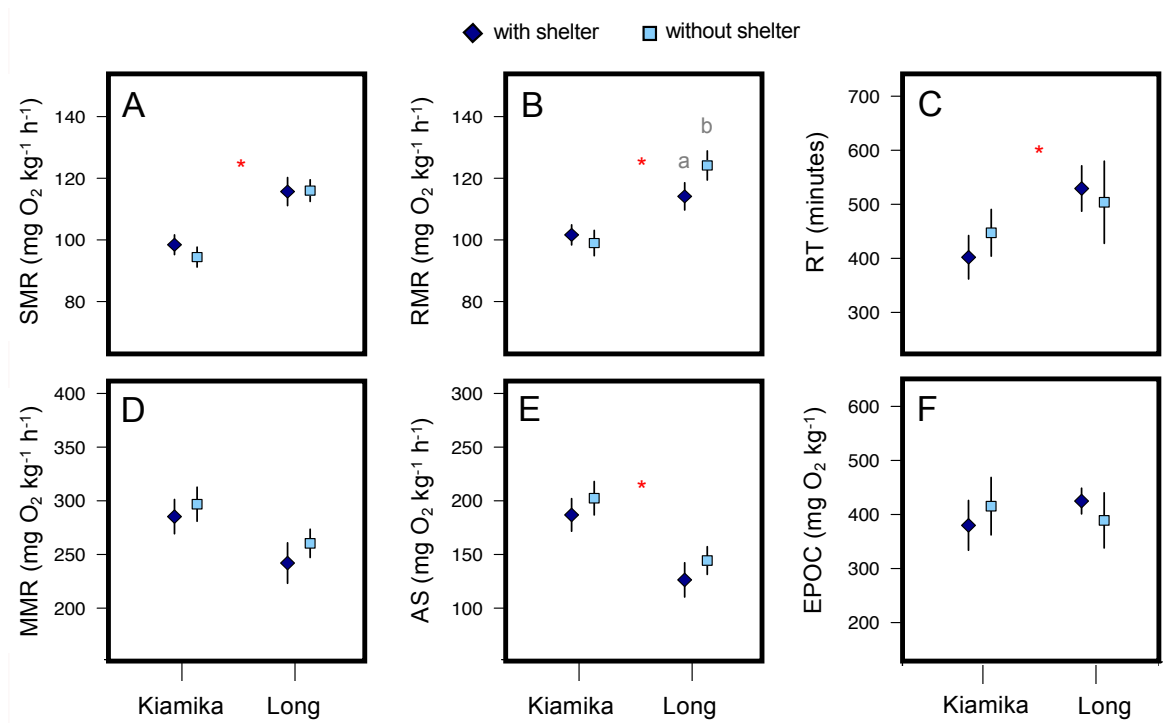 with shelter without shelter
A
SMR (mg O₂ kg⁻¹ h⁻¹)
140
120
100
80
*
B
RMR (mg O₂ kg⁻¹ h⁻¹)
140
120
100
80
*
a
b
C
RT (minutes)
700
600
500
400
300
*
D
MMR (mg O₂ kg⁻¹ h⁻¹)
400
350
300
250
200
Kiamika Long
E
AS (mg O₂ kg⁻¹ h⁻¹)
300
200
150
100
*
Kiamika Long
F
EPOC (mg O₂ kg⁻¹)
600
500
400
300
200
Kiamika Long